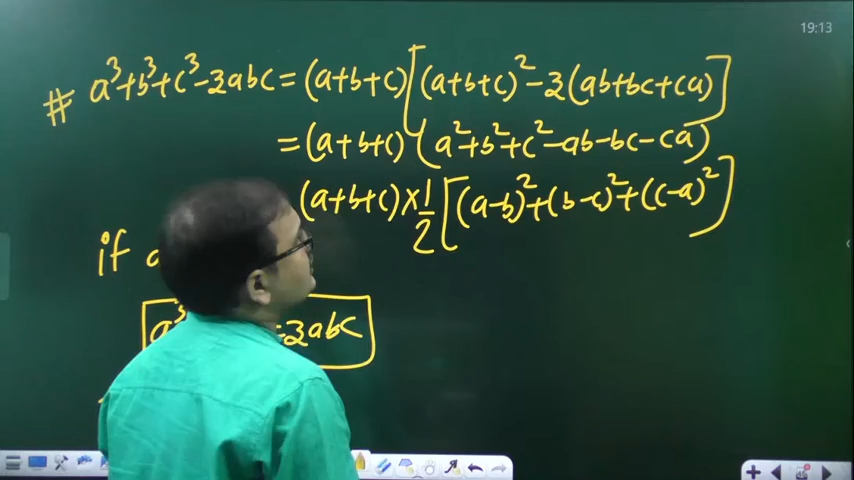 19:13
# a³+b³+c³-3abc = (a+b+c)[(a+b+c)²-3(ab+bc+ca)]
= (a+b+c) (a²+b²+c²-ab-bc-ca)
(a+b+c)×1/2[(a-b)²+(b-c)²+(c-a)²]
if a
a³ =3abc